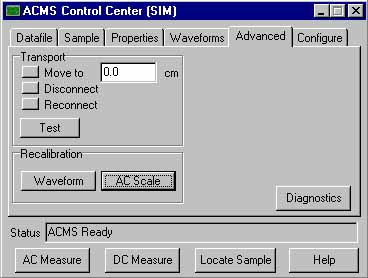 ACMS Control Center (SIM)
Datafile Sample Properties Waveforms Advanced Configure
Transport
Move to 0.0 cm
Disconnect
Reconnect
Test
Recalibration
Waveform AC Scale
Diagnostics
Status ACMS Ready
AC Measure DC Measure Locate Sample Help